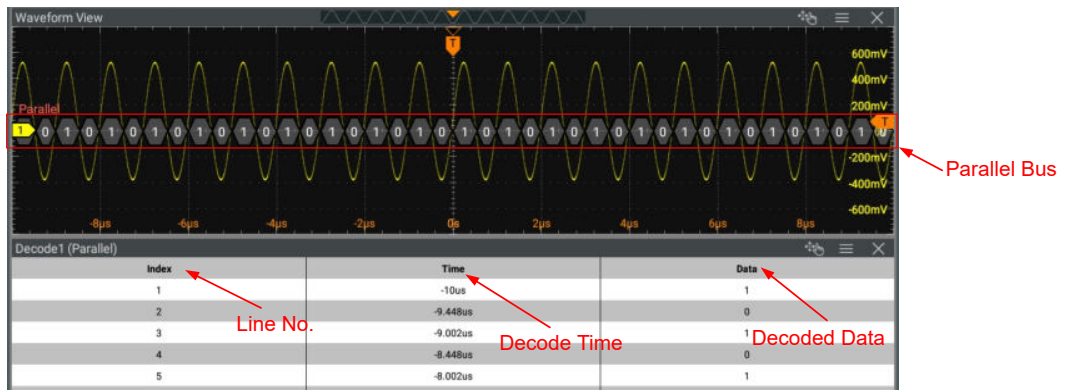 Waveform View
T
600mV
400mV
Parallel
200mV
T
1 0 1 0 1 0 1 0 1 0 1 0 1 0 1 0 1 0 1 0 1 0 1 0 1 0 1 0 1 0 1 0 1 0 1 0 1 0 1
-200mV
Parallel Bus
-400mV
-600mV
-8μs -6μs -4μs -2μs 0s 2μs 4μs 6μs 8μs
Decode1 (Parallel)
Index Time Data
1 -10us 1
2 -9.448us 0
Line No.
3 -9.002us 1
Decode Time
Decoded Data
4 -8.448us 0
5 -8.002us 1